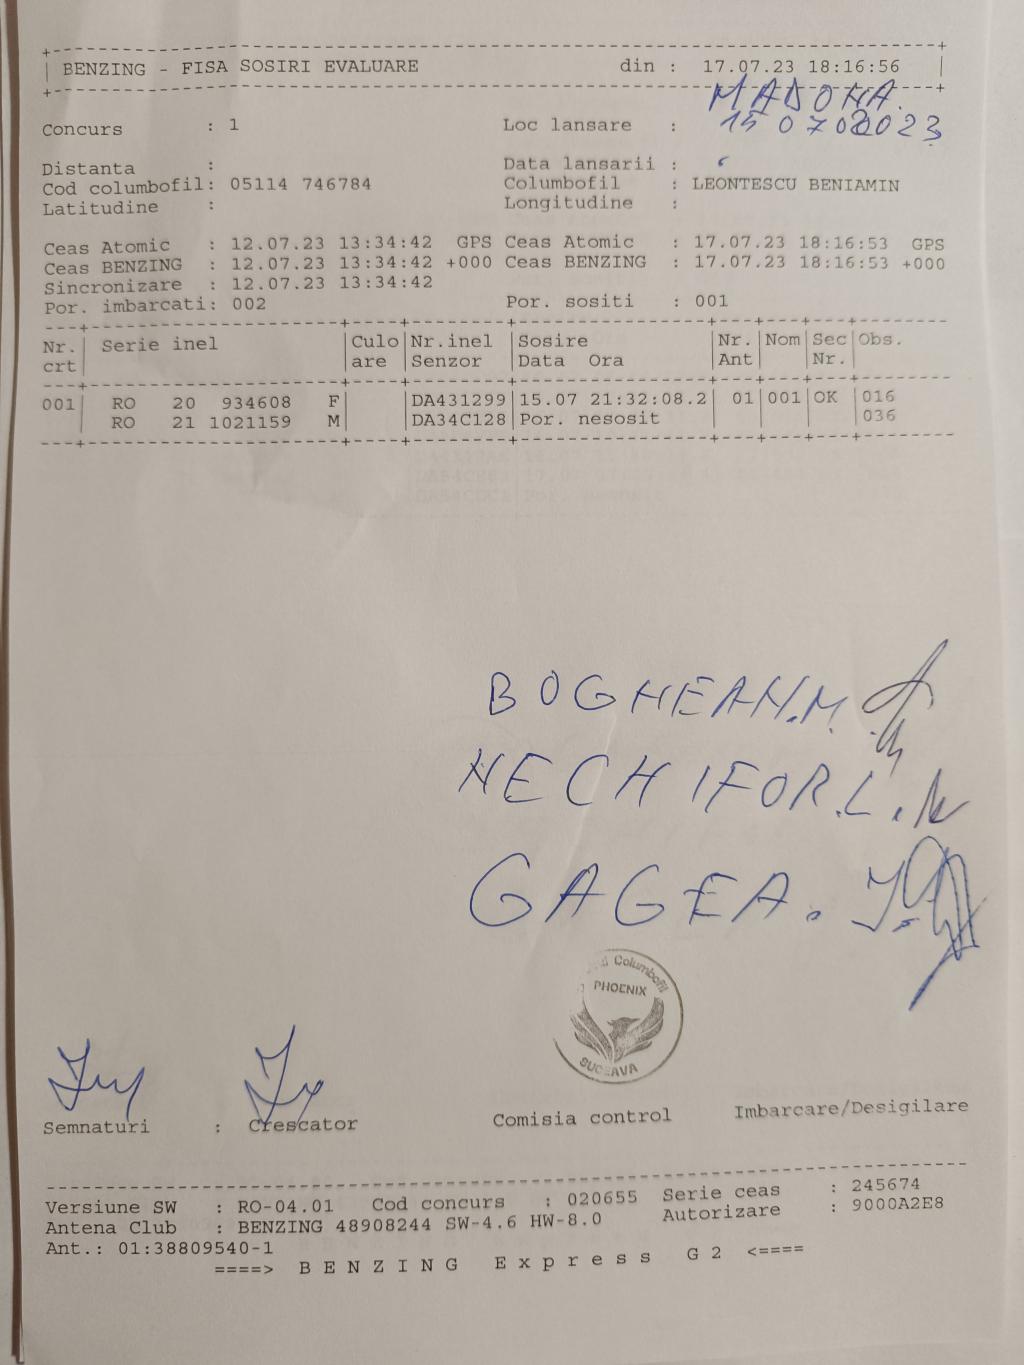 BENZING - FISA SOSIRI EVALUARE din : 17.07.23 18:16:56
MADONA.
Concurs : 1 Loc lansare : 15 07 2023
Distanta : Data lansarii :
Cod columbofil: 05114 746784 Columbofil : LEONTESCU BENIAMIN
Latitudine : Longitudine :
Ceas Atomic : 12.07.23 13:34:42 GPS Ceas Atomic : 17.07.23 18:16:53 GPS
Ceas BENZING : 12.07.23 13:34:42 +000 Ceas BENZING : 17.07.23 18:16:53 +000
Sincronizare : 12.07.23 13:34:42
Por. imbarcati: 002 Por. sositi : 001
Nr. Serie inel Culo Nr.inel Sosire Nr. Nom Sec Obs.
crt are Senzor Data Ora Ant Nr.
001 RO 20 934608 F DA431299 15.07 21:32:08.2 01 001 OK 016
RO 21 1021159 M DA34C128 Por. nesosit 036
BOGHEAN.M.
NECHIFOR.L.
GAGEA.
Columbofil
PHOENIX
SUCEAVA
Semnaturi : Crescator Comisia control Imbarcare/Desigilare
Versiune SW : RO-04.01 Cod concurs : 020655 Serie ceas : 245674
Antena Club : BENZING 48908244 SW-4.6 HW-8.0 Autorizare : 9000A2E8
Ant.: 01:38809540-1
====> B E N Z I N G E x p r e s s G 2 <====